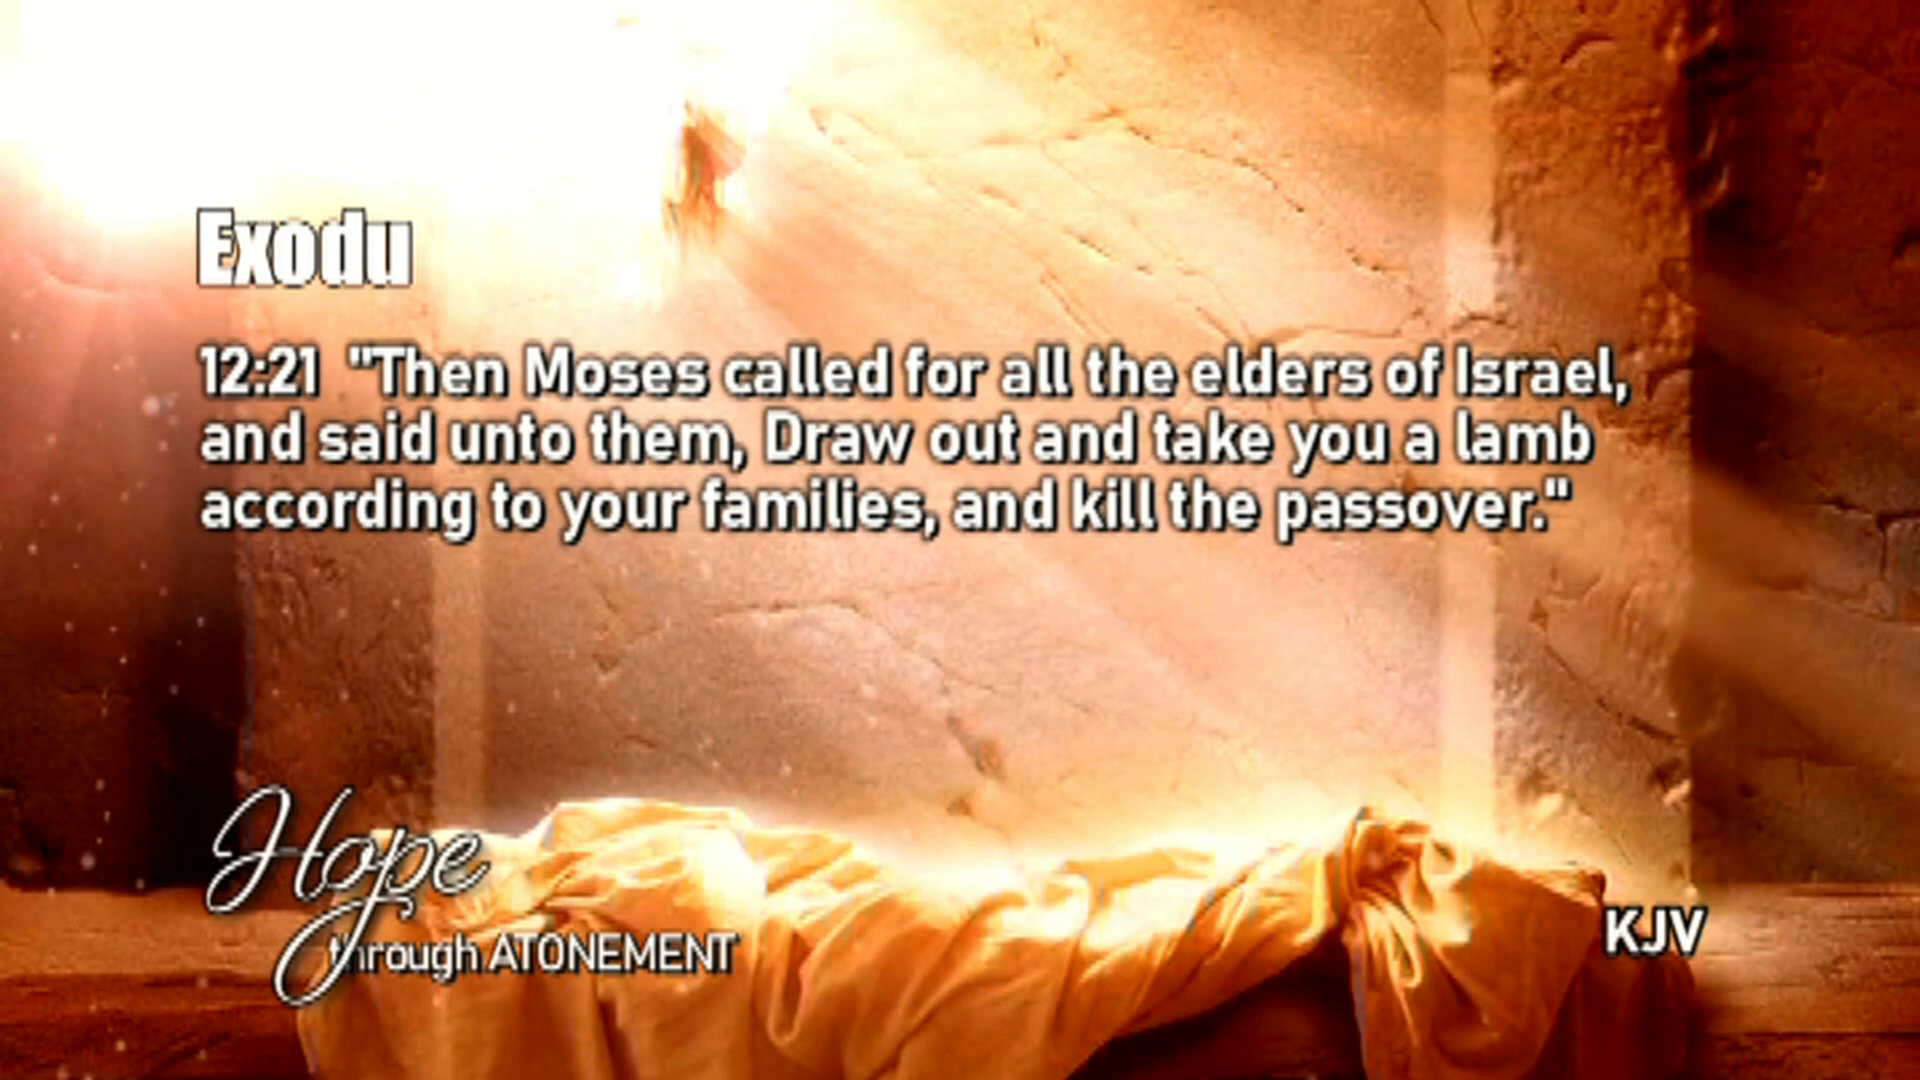 Exodu
12:21 "Then Moses called for all the elders of Israel,
and said unto them, Draw out and take you a lamb
according to your families, and kill the passover."
Hope
through ATONEMENT
KJV